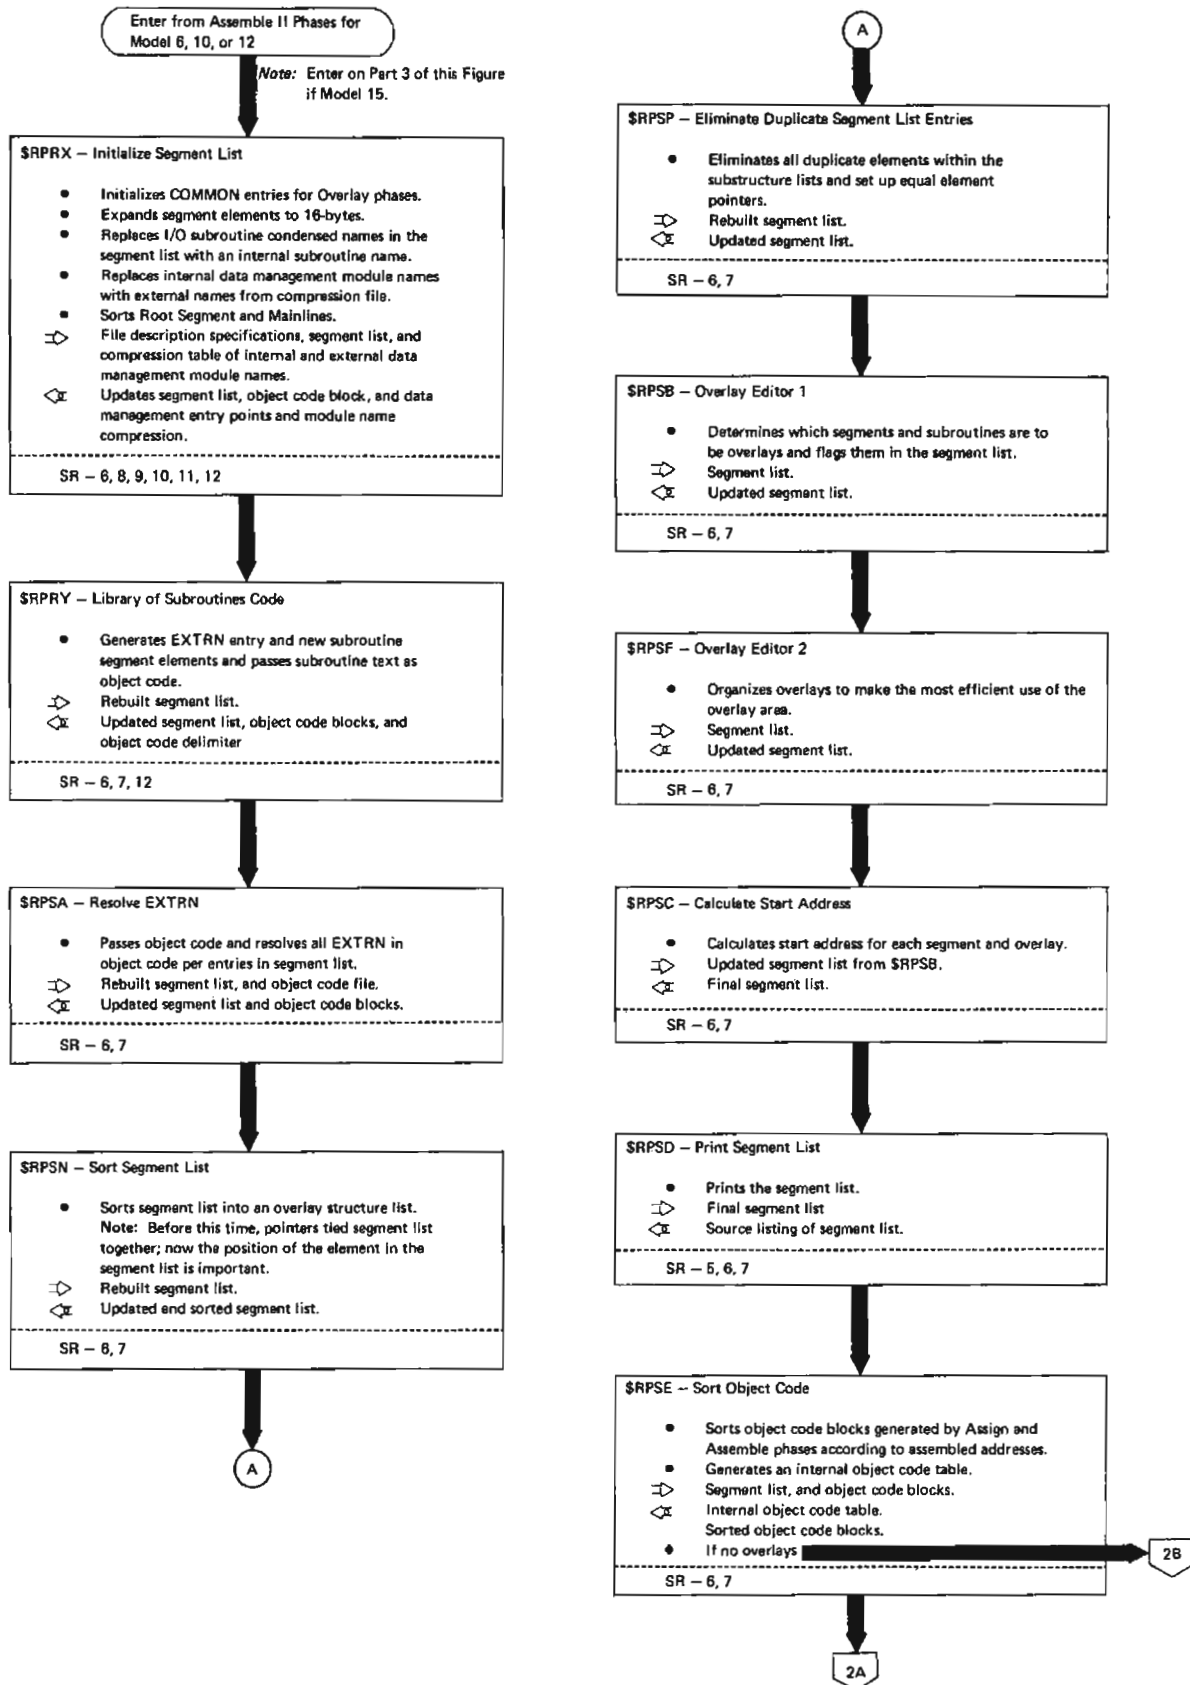 Enter from Assemble II Phases for
Model 6, 10, or 12
Note: Enter on Part 3 of this Figure
if Model 15.
$RPRX – Initialize Segment List
• Initializes COMMON entries for Overlay phases.
• Expands segment elements to 16-bytes.
• Replaces I/O subroutine condensed names in the
segment list with an internal subroutine name.
• Replaces internal data management module names
with external names from compression file.
• Sorts Root Segment and Mainlines.
File description specifications, segment list, and
compression table of internal and external data
management module names.
Updates segment list, object code block, and data
management entry points and module name
compression.
SR – 6, 8, 9, 10, 11, 12
$RPRY – Library of Subroutines Code
• Generates EXTRN entry and new subroutine
segment elements and passes subroutine text as
object code.
Rebuilt segment list.
Updated segment list, object code blocks, and
object code delimiter
SR – 6, 7, 12
$RPSA – Resolve EXTRN
• Passes object code and resolves all EXTRN in
object code per entries in segment list.
Rebuilt segment list, and object code file.
Updated segment list and object code blocks.
SR – 6, 7
$RPSN – Sort Segment List
• Sorts segment list into an overlay structure list.
Note: Before this time, pointers tied segment list
together; now the position of the element in the
segment list is important.
Rebuilt segment list.
Updated and sorted segment list.
SR – 6, 7
A
A
$RPSP – Eliminate Duplicate Segment List Entries
• Eliminates all duplicate elements within the
substructure lists and set up equal element
pointers.
Rebuilt segment list.
Updated segment list.
SR – 6, 7
$RPSB – Overlay Editor 1
• Determines which segments and subroutines are to
be overlays and flags them in the segment list.
Segment list.
Updated segment list.
SR – 6, 7
$RPSF – Overlay Editor 2
• Organizes overlays to make the most efficient use of the
overlay area.
Segment list.
Updated segment list.
SR – 6, 7
$RPSC – Calculate Start Address
• Calculates start address for each segment and overlay.
Updated segment list from $RPSB.
Final segment list.
SR – 6, 7
$RPSD – Print Segment List
• Prints the segment list.
Final segment list
Source listing of segment list.
SR – 5, 6, 7
$RPSE – Sort Object Code
• Sorts object code blocks generated by Assign and
Assemble phases according to assembled addresses.
• Generates an internal object code table.
Segment list, and object code blocks.
Internal object code table.
Sorted object code blocks.
• If no overlays
2B
SR – 6, 7
2A